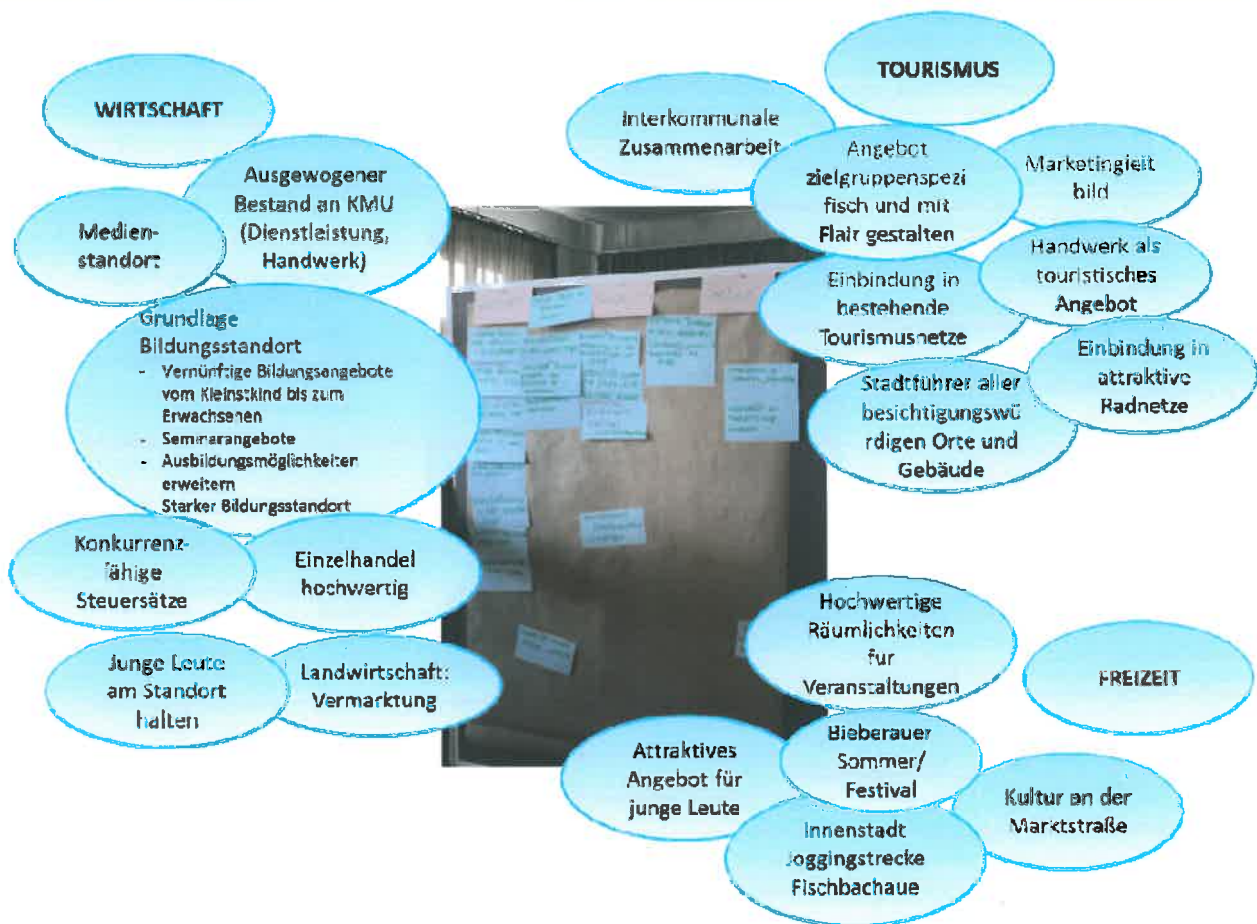 WIRTSCHAFT
Ausgewogener
Bestand an KMU
(Dienstleistung,
Handwerk)
Medien-
standort
Grundlage
Bildungsstandort
- Vernünftige Bildungsangebote
vom Kleinstkind bis zum
Erwachsenen
- Seminarangebote
- Ausbildungsmöglichkeiten
erweitern
- Starker Bildungsstandort
Konkurrenz-
fähige
Steuersätze
Einzelhandel
hochwertig
Junge Leute
am Standort
halten
Landwirtschaft:
Vermarktung
TOURISMUS
Interkommunale
Zusammenarbeit
Angebot
zielgruppenspezi
fisch und mit
Flair gestalten
Marketingleit
bild
Handwerk als
touristisches
Angebot
Einbindung in
bestehende
Tourismusnetze
Einbindung in
attraktive
Radnetze
Stadtführer aller
besichtigungswü
rdigen Orte und
Gebäude
Hochwertige
Räumlichkeiten
für
Veranstaltungen
FREIZEIT
Bieberauer
Sommer/
Festival
Attraktives
Angebot für
junge Leute
Kultur an der
Marktstraße
Innenstadt
Joggingstrecke
Fischbachaue